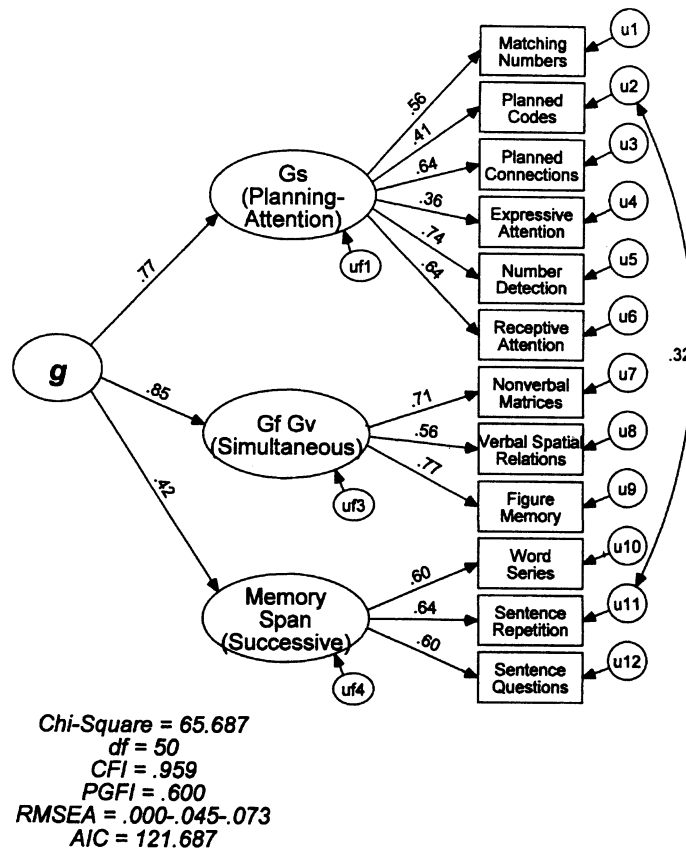 Matching
Numbers
u1
Planned
Codes
u2
Planned
Connections
u3
Expressive
Attention
u4
Number
Detection
u5
Receptive
Attention
u6
Nonverbal
Matrices
u7
Verbal Spatial
Relations
u8
Figure
Memory
u9
Word
Series
u10
Sentence
Repetition
u11
Sentence
Questions
u12
.56
.41
.64
.36
.74
.64
Gs
(Planning-
Attention)
uf1
.77
g
.85
.42
Gf Gv
(Simultaneous)
uf3
.71
.56
.77
.32
Memory
Span
(Successive)
uf4
.60
.64
.60
Chi-Square = 65.687
df = 50
CFI = .959
PGFI = .600
RMSEA = .000-.045-.073
AIC = 121.687